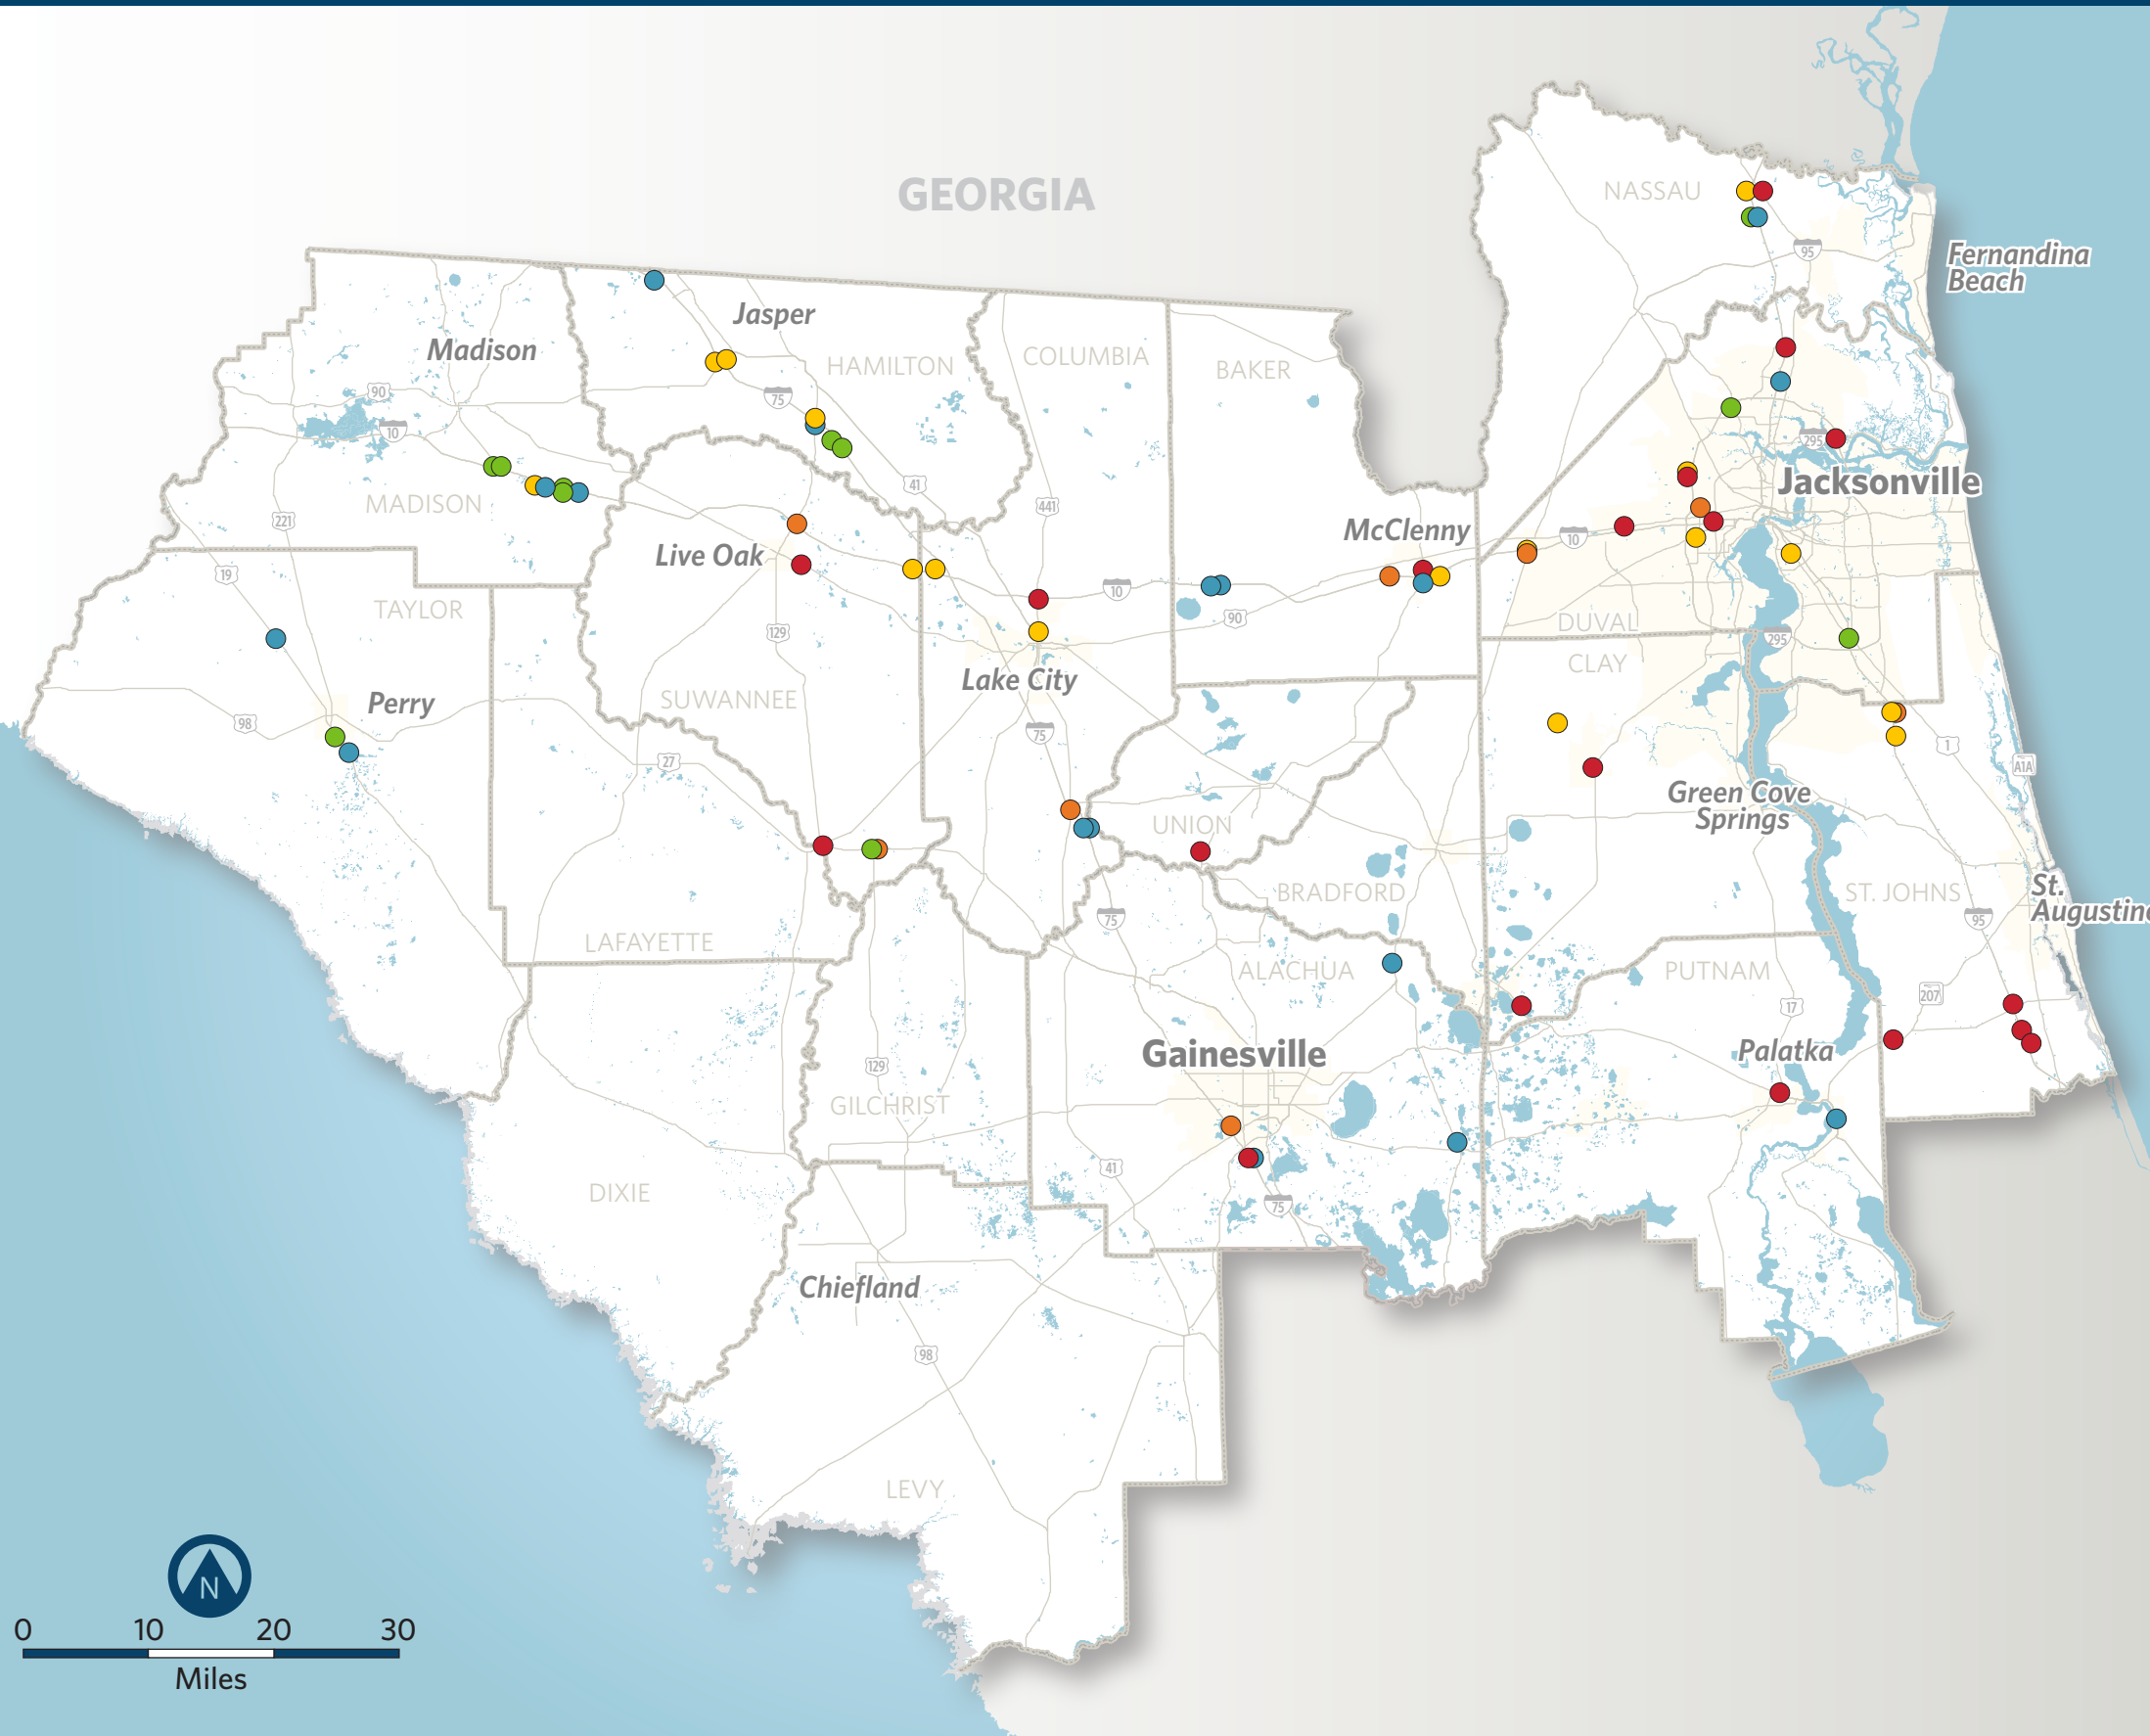 GEORGIA
NASSAU
95
Fernandina
Beach
Jasper
Madison
HAMILTON
COLUMBIA
BAKER
90
75
10
295
41
Jacksonville
MADISON
441
221
McClenny
10
Live Oak
19
10
TAYLOR
90
DUVAL
129
295
CLAY
Lake City
SUWANNEE
Perry
98
75
1
27
A1A
Green Cove
Springs
UNION
St.
Augustine
BRADFORD
ST. JOHNS
75
95
LAFAYETTE
ALACHUA
PUTNAM
207
17
Gainesville
Palatka
129
GILCHRIST
41
DIXIE
75
Chiefland
98
LEVY
N
0 10 20 30
Miles